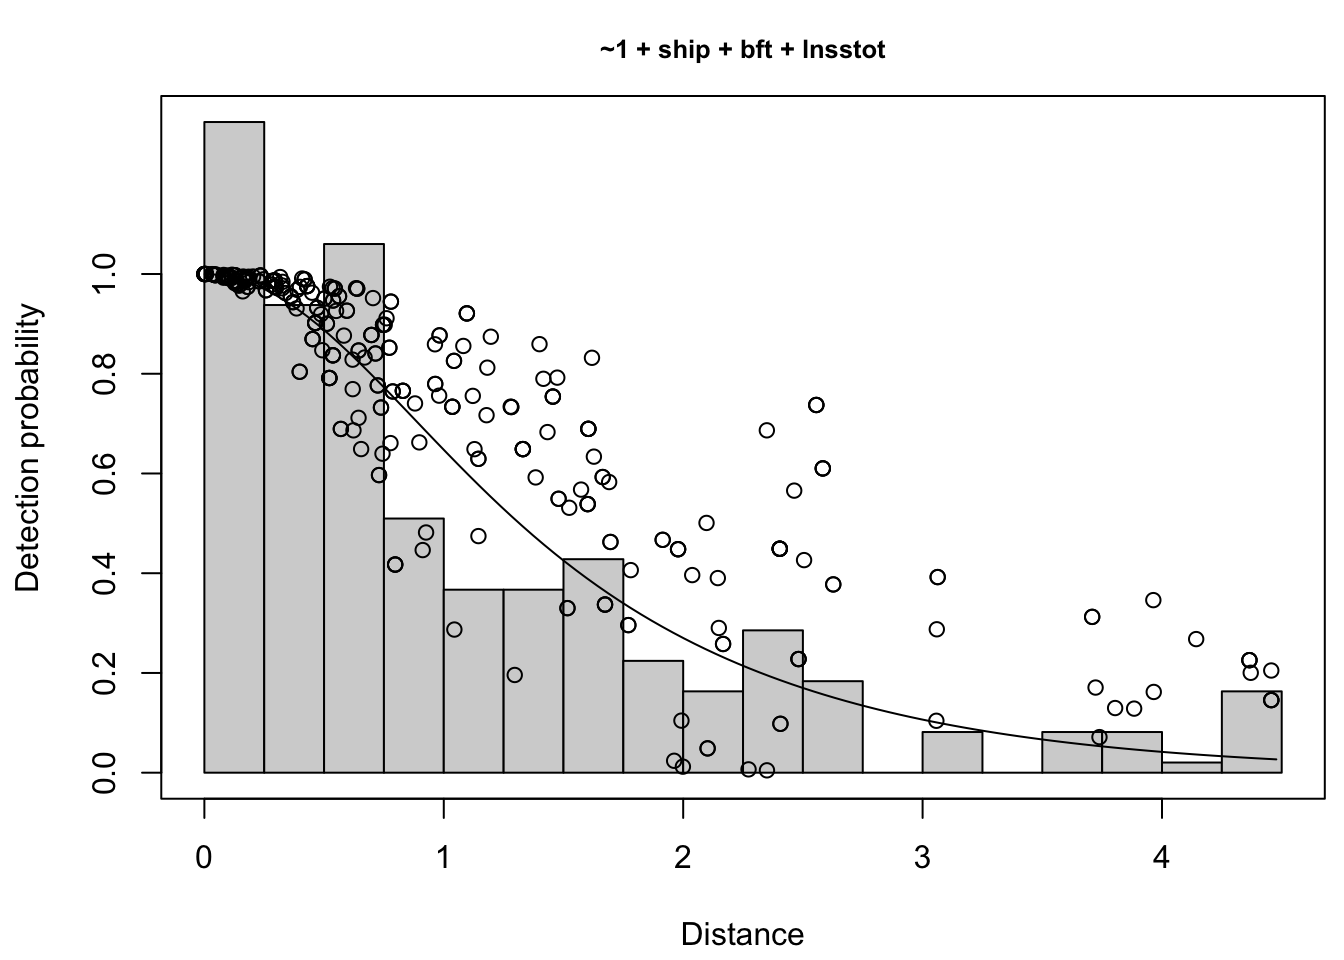 ~1 + ship + bft + lnsstot
Detection probability
1.0
0.8
0.6
0.4
0.2
0.0
0 1 2 3 4
Distance